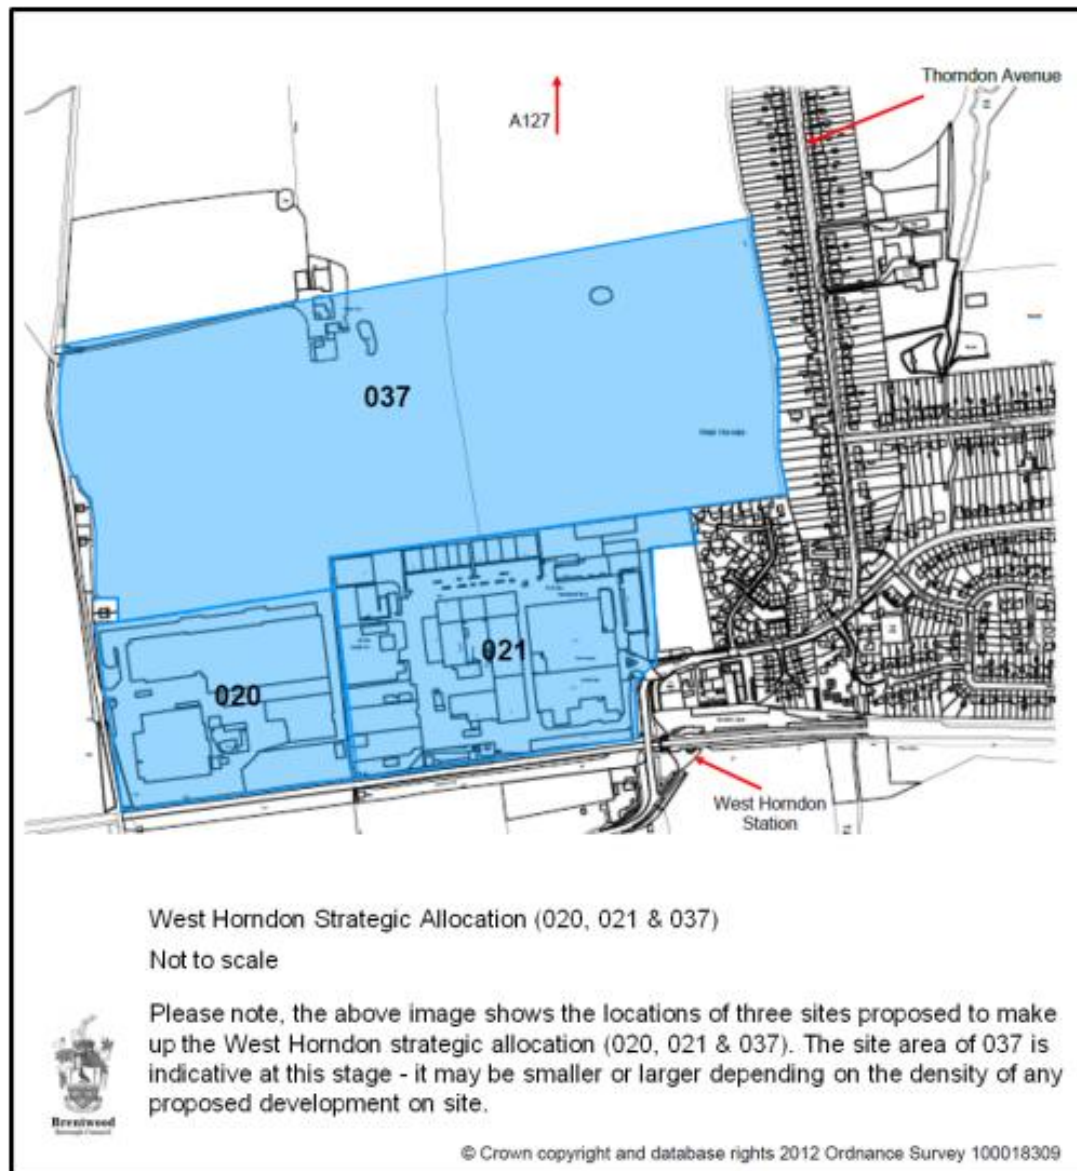 Thorndon Avenue
A127
037
021
020
West Horndon
Station
West Horndon Strategic Allocation (020, 021 & 037)
Not to scale
Please note, the above image shows the locations of three sites proposed to make
up the West Horndon strategic allocation (020, 021 & 037). The site area of 037 is
indicative at this stage - it may be smaller or larger depending on the density of any
proposed development on site.
Brentwood
Borough Council
© Crown copyright and database rights 2012 Ordnance Survey 100018309